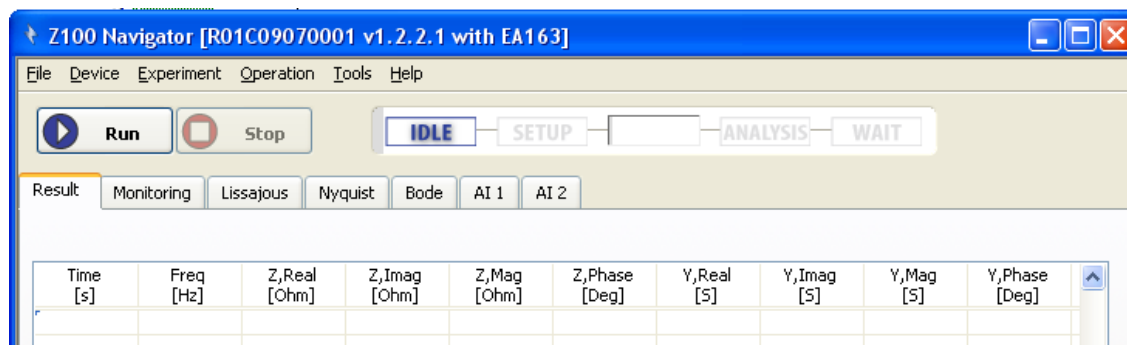 Z100 Navigator [R01C09070001 v1.2.2.1 with EA163]
File Device Experiment Operation Tools Help
Run Stop IDLE SETUP ANALYSIS WAIT
Result Monitoring Lissajous Nyquist Bode AI 1 AI 2
Time Freq Z,Real Z,Imag Z,Mag Z,Phase Y,Real Y,Imag Y,Mag Y,Phase
[s] [Hz] [Ohm] [Ohm] [Ohm] [Deg] [S] [S] [S] [Deg]